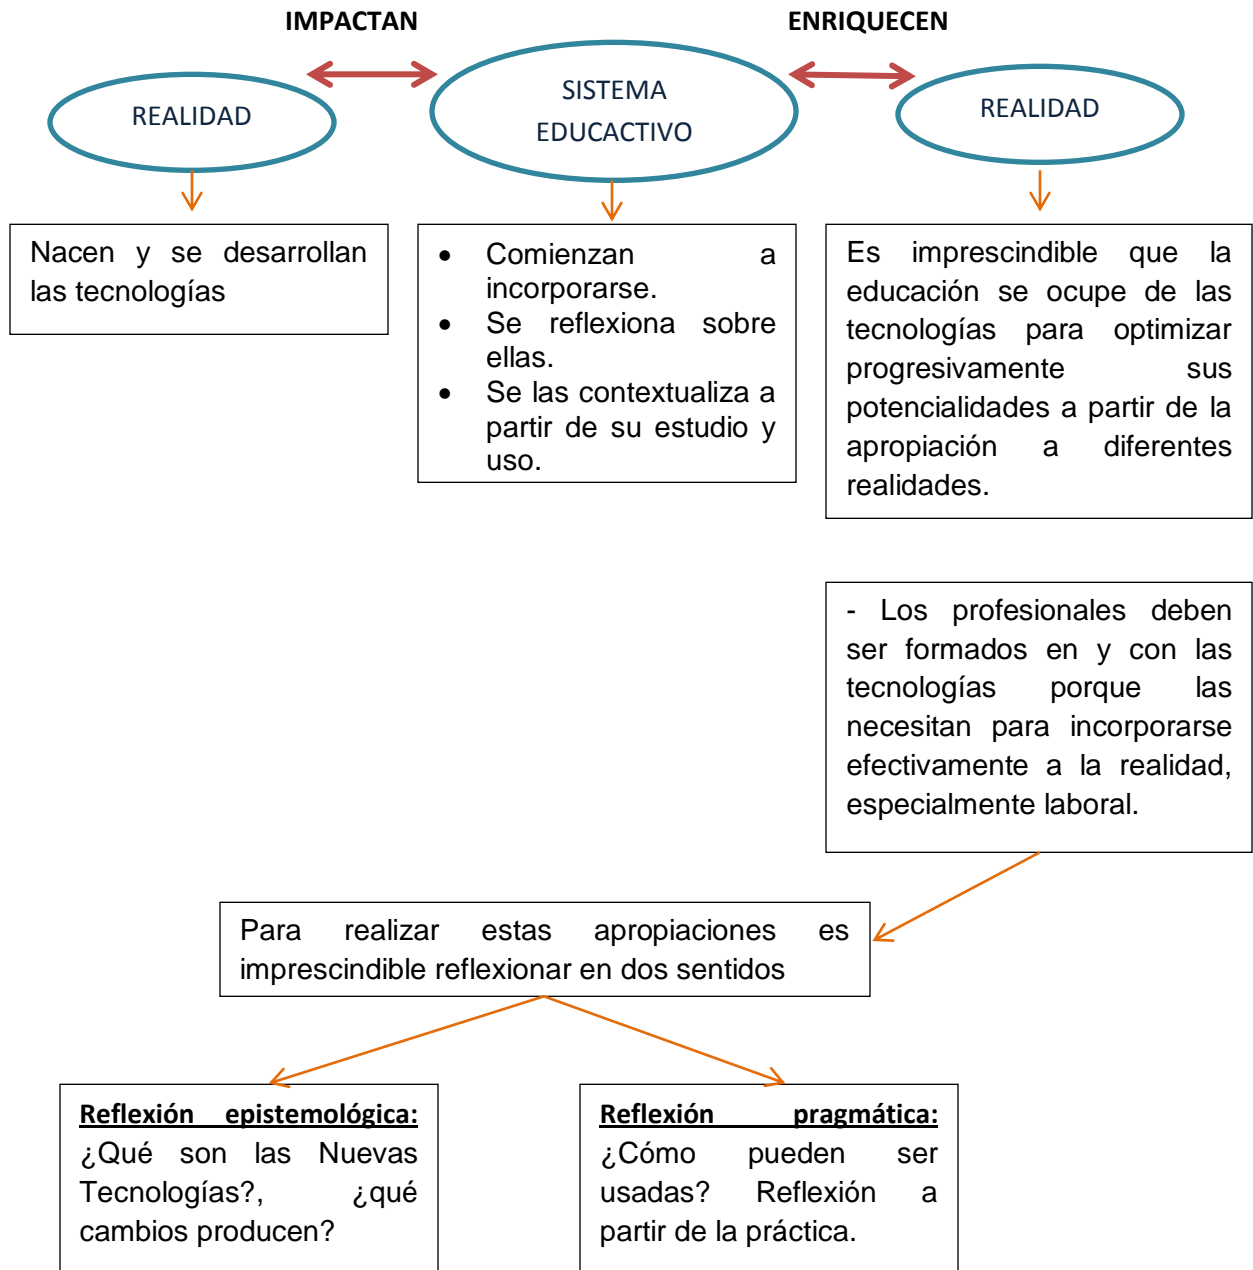 IMPACTAN
ENRIQUECEN
REALIDAD
SISTEMA
EDUCACTIVO
REALIDAD
Nacen y se desarrollan
las tecnologías
• Comienzan a
incorporarse.
• Se reflexiona sobre
ellas.
• Se las contextualiza a
partir de su estudio y
uso.
Es imprescindible que la
educación se ocupe de las
tecnologías para optimizar
progresivamente sus
potencialidades a partir de la
apropiación a diferentes
realidades.
- Los profesionales deben
ser formados en y con las
tecnologías porque las
necesitan para incorporarse
efectivamente a la realidad,
especialmente laboral.
Para realizar estas apropiaciones es
imprescindible reflexionar en dos sentidos
Reflexión epistemológica:
¿Qué son las Nuevas
Tecnologías?, ¿qué
cambios producen?
Reflexión pragmática:
¿Cómo pueden ser
usadas? Reflexión a
partir de la práctica.